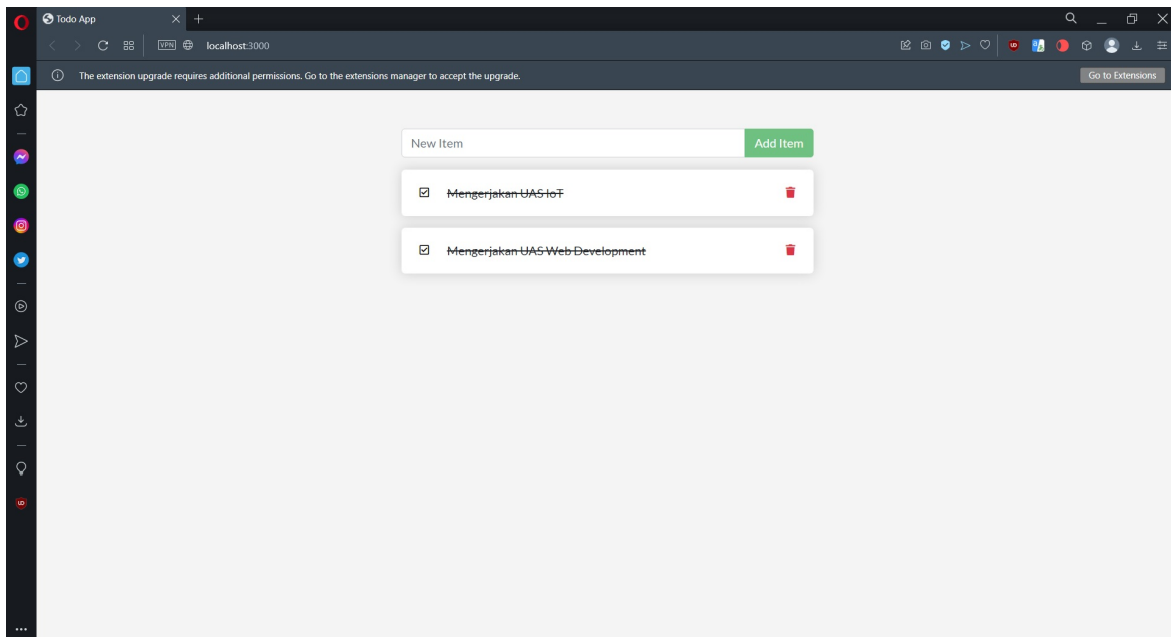 Todo App
VPN
localhost:3000
The extension upgrade requires additional permissions. Go to the extensions manager to accept the upgrade.
Go to Extensions
New Item
Add Item
Mengerjakan UAS IoT
Mengerjakan UAS Web Development